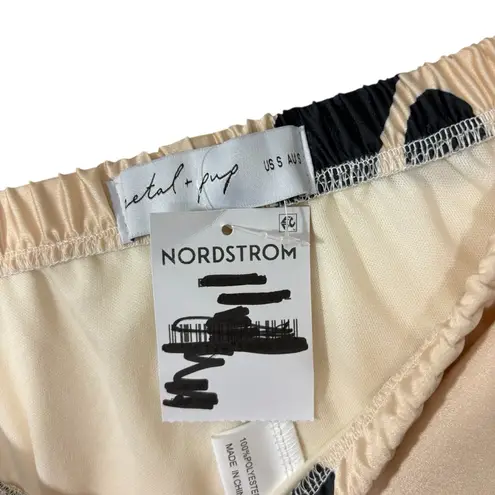 petal + pup
US S AU S
NORDSTROM
100%POLYESTER
MADE IN CHINA